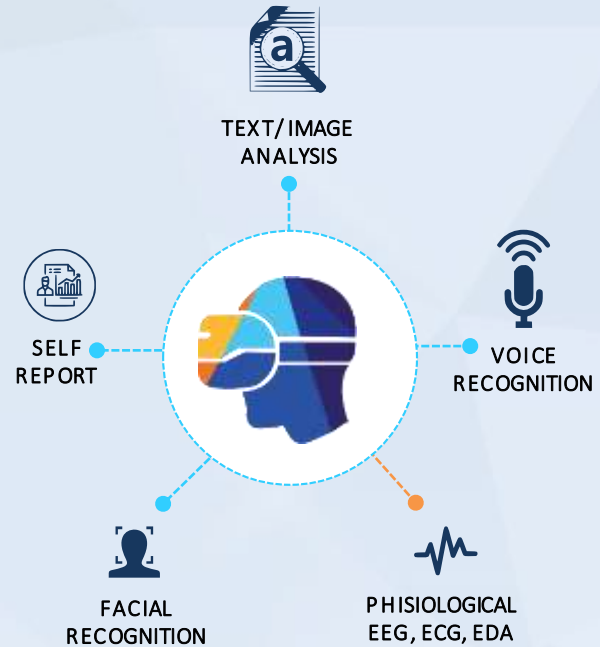 a
TEXT/IMAGE
ANALYSIS
SELF
REPORT
VOICE
RECOGNITION
FACIAL
RECOGNITION
PHISIOLOGICAL
EEG, ECG, EDA